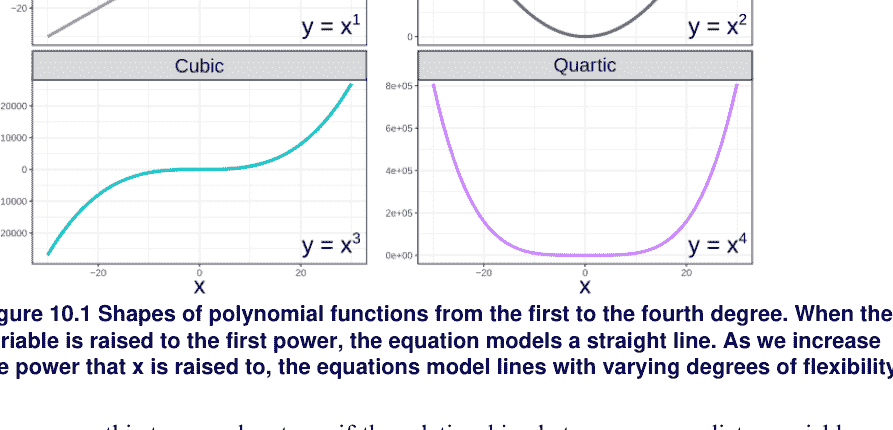 −20
y = x¹
0
y = x²
Cubic
Quartic
20000
10000
0
10000
20000
y = x³
−20
0
20
x
8e+05
6e+05
4e+05
2e+05
0e+00
y = x⁴
−20
0
20
x
gure 10.1 Shapes of polynomial functions from the first to the fourth degree. When the
riable is raised to the first power, the equation models a straight line. As we increase
e power that x is raised to, the equations model lines with varying degrees of flexibility